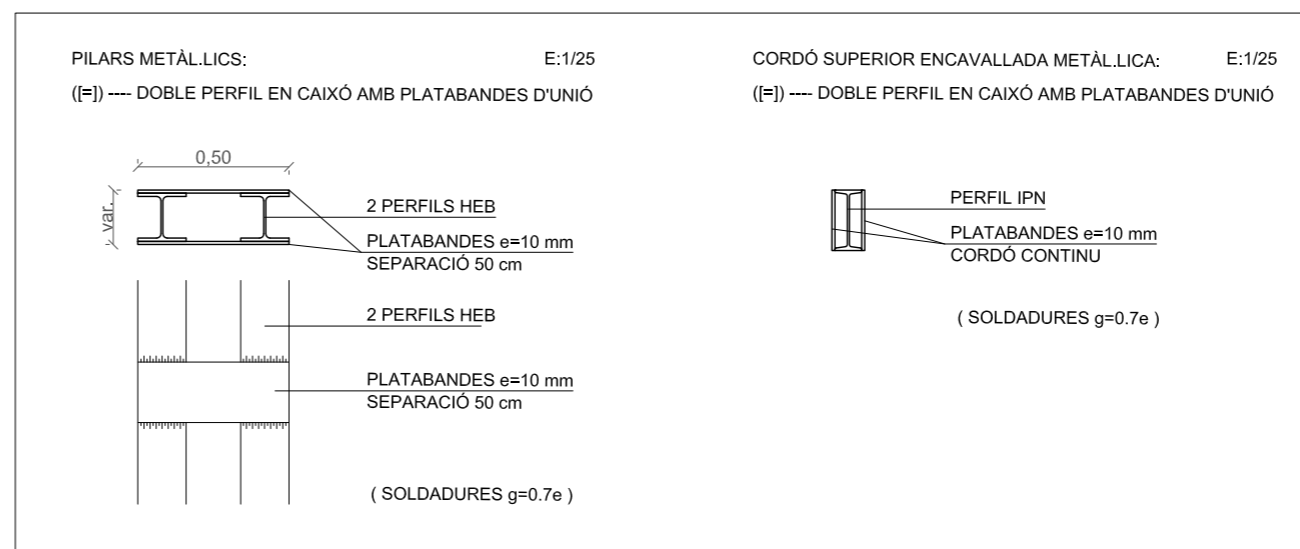 PILARS METÀL.LICS: E:1/25
([=]) ---- DOBLE PERFIL EN CAIXÓ AMB PLATABANDES D'UNIÓ
0,50
var.
2 PERFILS HEB
PLATABANDES e=10 mm
SEPARACIÓ 50 cm
2 PERFILS HEB
PLATABANDES e=10 mm
SEPARACIÓ 50 cm
( SOLDADURES g=0.7e )
CORDÓ SUPERIOR ENCAVALLADA METÀL.LICA: E:1/25
([=]) ---- DOBLE PERFIL EN CAIXÓ AMB PLATABANDES D'UNIÓ
PERFIL IPN
PLATABANDES e=10 mm
CORDÓ CONTINU
( SOLDADURES g=0.7e )